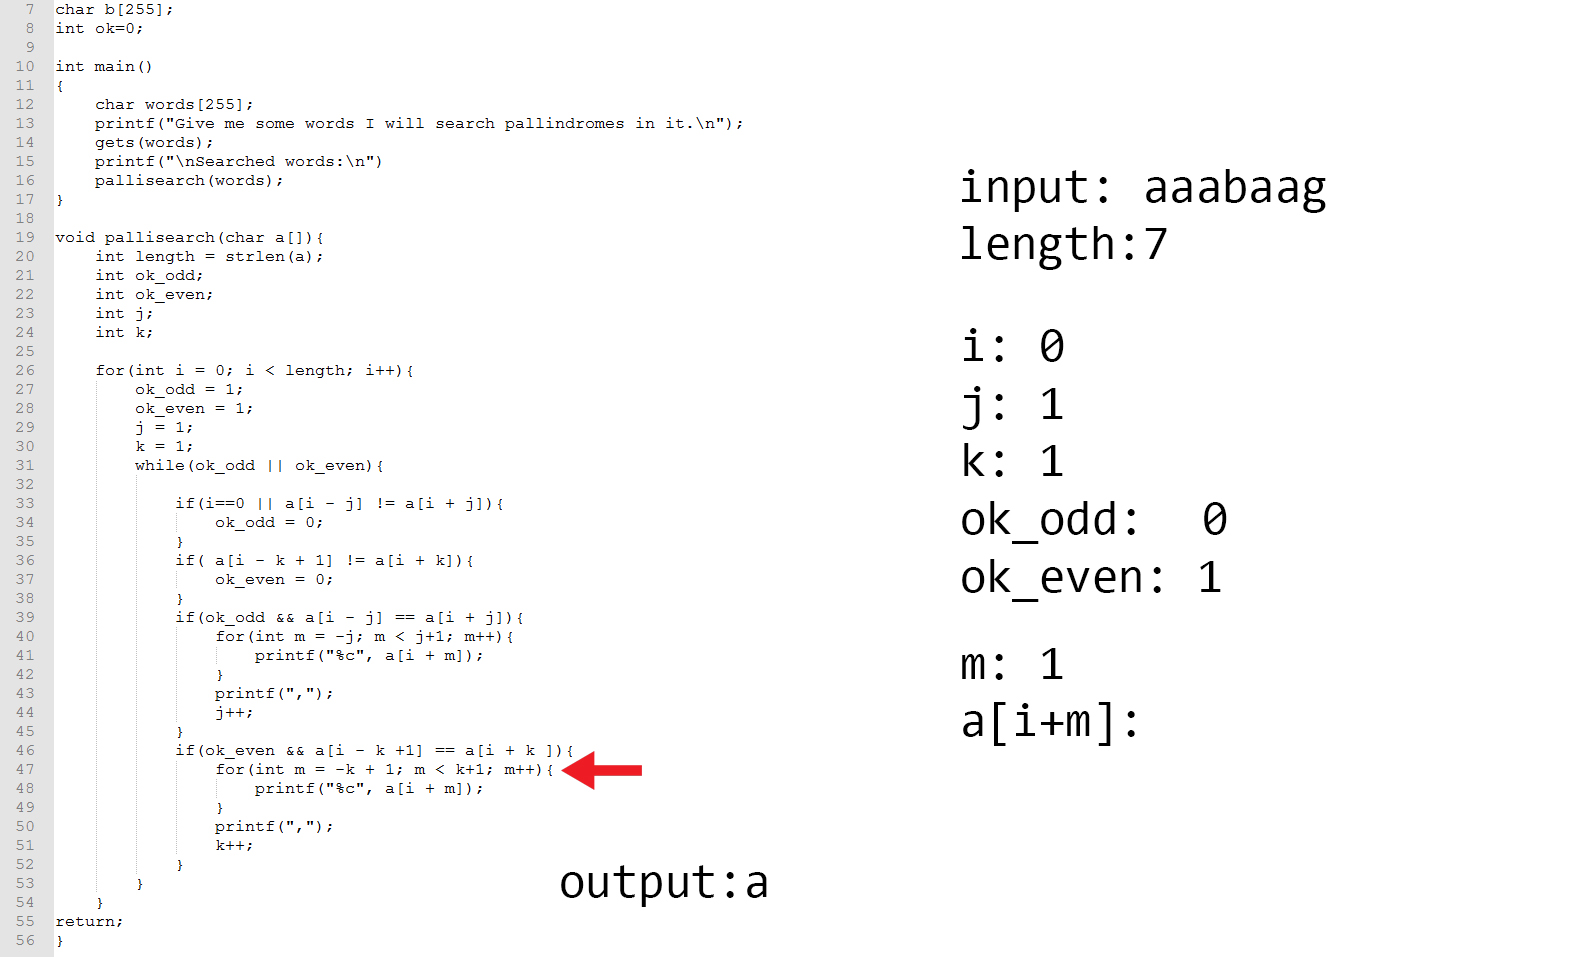 7 char b[255];
8 int ok=0;
9
10 int main()
11 {
12     char words[255];
13     printf("Give me some words I will search pallindromes in it.\n");
14     gets(words);
15     printf("\nSearched words:\n")
16     pallisearch(words);
17 }
18
19 void pallisearch(char a[]){
20     int length = strlen(a);
21     int ok_odd;
22     int ok_even;
23     int j;
24     int k;
25
26     for(int i = 0; i < length; i++){
27         ok_odd = 1;
28         ok_even = 1;
29         j = 1;
30         k = 1;
31         while(ok_odd || ok_even){
32
33             if(i==0 || a[i - j] != a[i + j]){
34                 ok_odd = 0;
35             }
36             if( a[i - k + 1] != a[i + k]){
37                 ok_even = 0;
38             }
39             if(ok_odd && a[i - j] == a[i + j]){
40                 for(int m = -j; m < j+1; m++){
41                     printf("%c", a[i + m]);
42                 }
43                 printf(",");
44                 j++;
45             }
46             if(ok_even && a[i - k +1] == a[i + k ]){
47                 for(int m = -k + 1; m < k+1; m++){
48                     printf("%c", a[i + m]);
49                 }
50                 printf(",");
51                 k++;
52             }
53         }
54     }
55 return;
56 }
input: aaabaag
length:7
i: 0
j: 1
k: 1
ok_odd: 0
ok_even: 1
m: 1
a[i+m]:
output:a